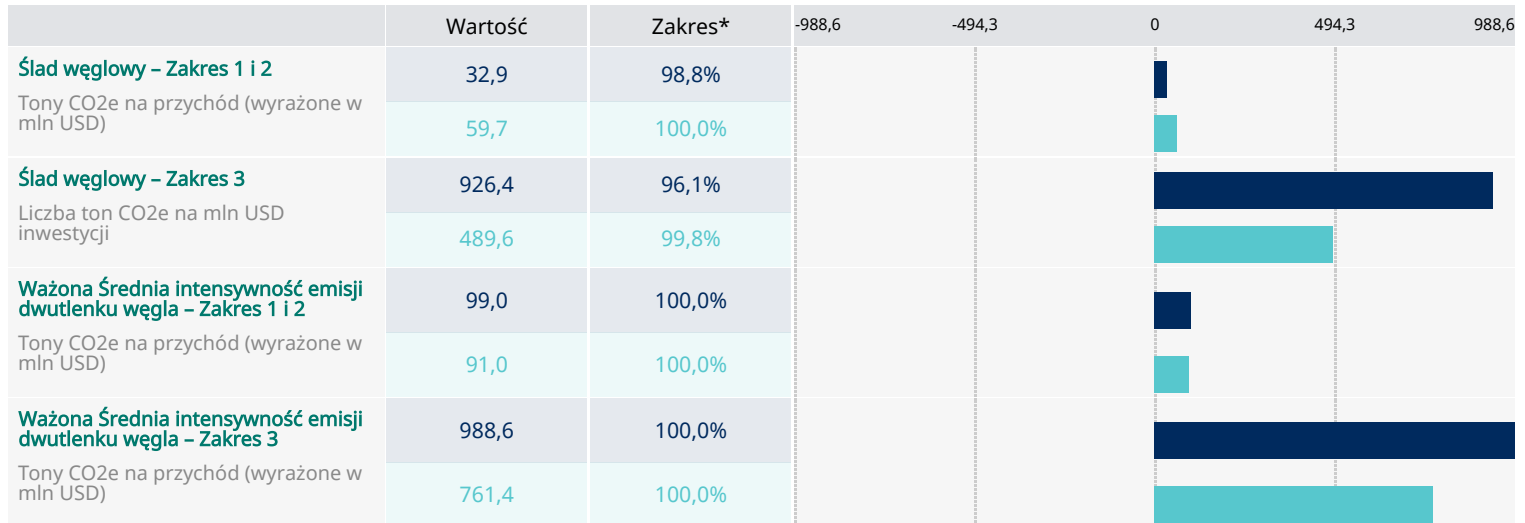 Wartość Zakres* -988,6 -494,3 0 494,3 988,6
Ślad węglowy – Zakres 1 i 2
Tony CO2e na przychód (wyrażone w
mln USD)
32,9 98,8%
59,7 100,0%
Ślad węglowy – Zakres 3
Liczba ton CO2e na mln USD
inwestycji
926,4 96,1%
489,6 99,8%
Ważona Średnia intensywność emisji
dwutlenku węgla – Zakres 1 i 2
Tony CO2e na przychód (wyrażone w
mln USD)
99,0 100,0%
91,0 100,0%
Ważona Średnia intensywność emisji
dwutlenku węgla – Zakres 3
Tony CO2e na przychód (wyrażone w
mln USD)
988,6 100,0%
761,4 100,0%